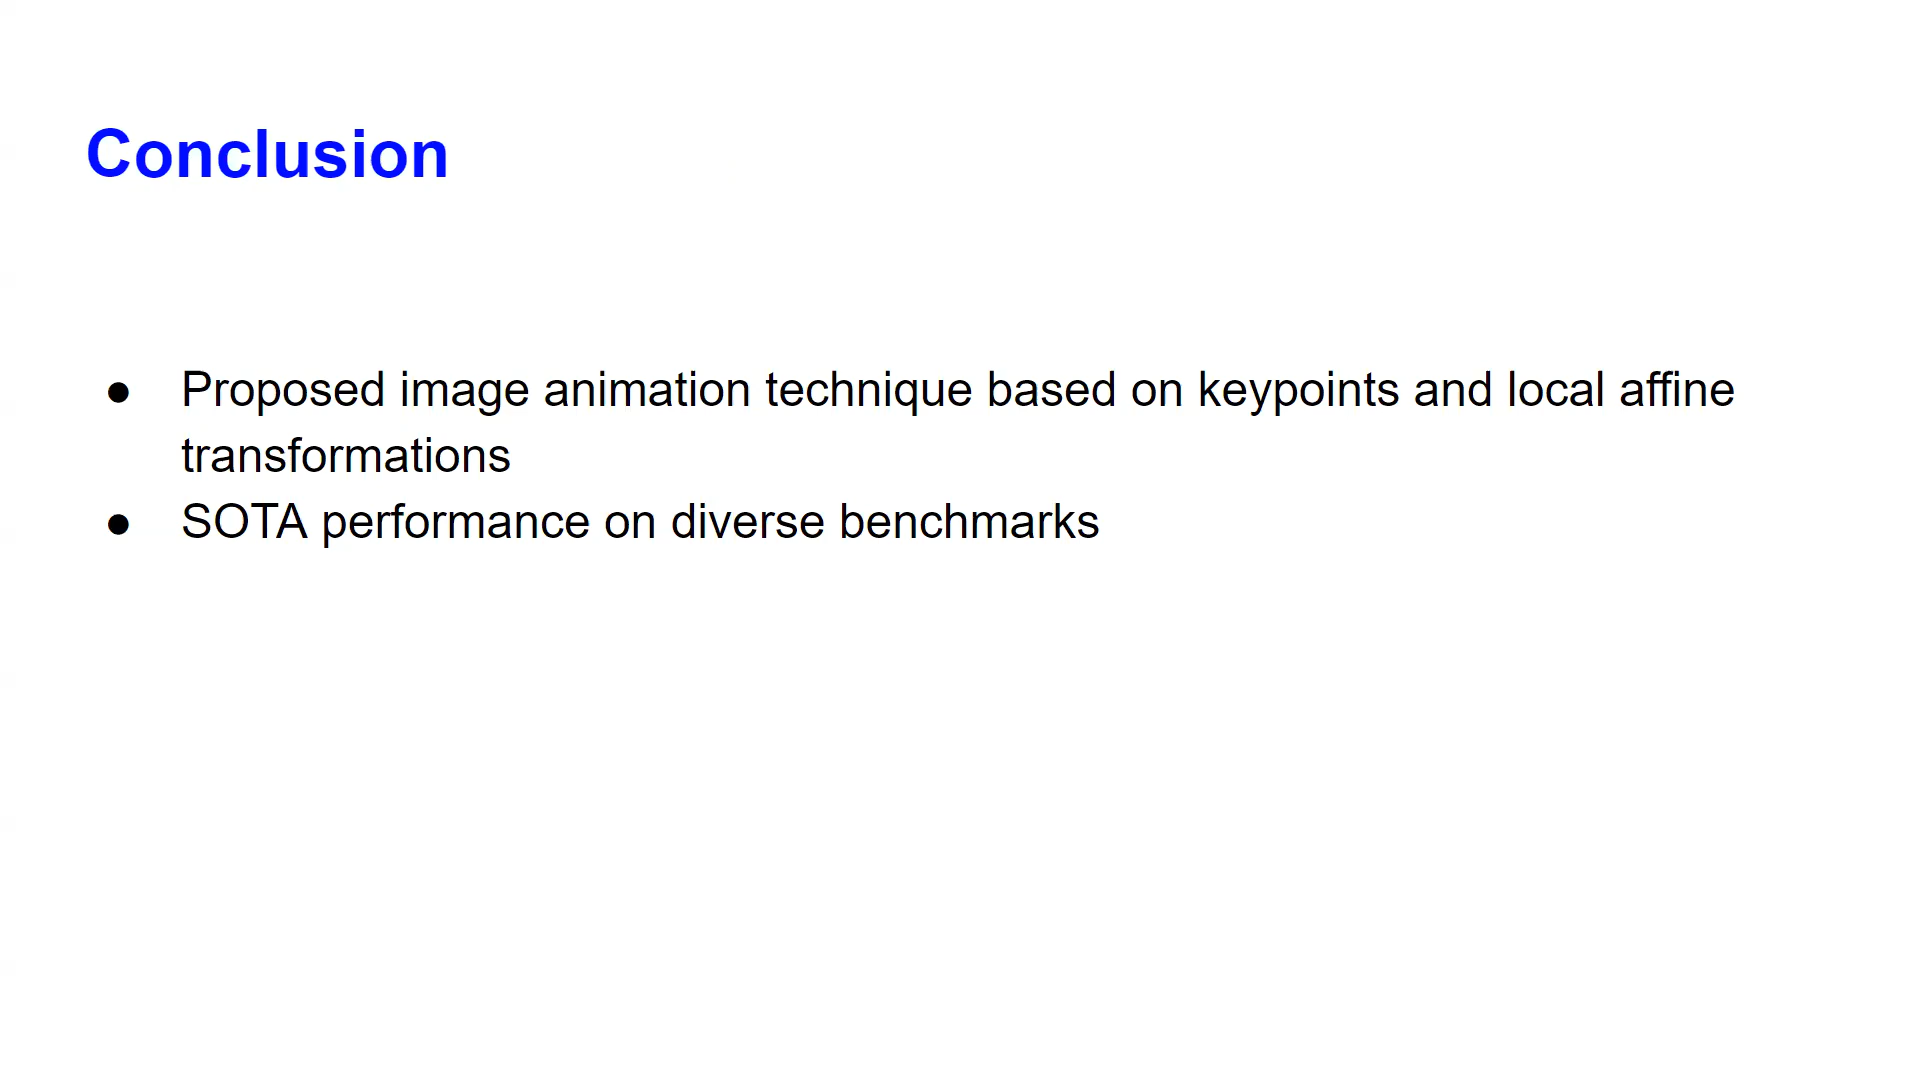 Conclusion
● Proposed image animation technique based on keypoints and local affine
transformations
● SOTA performance on diverse benchmarks